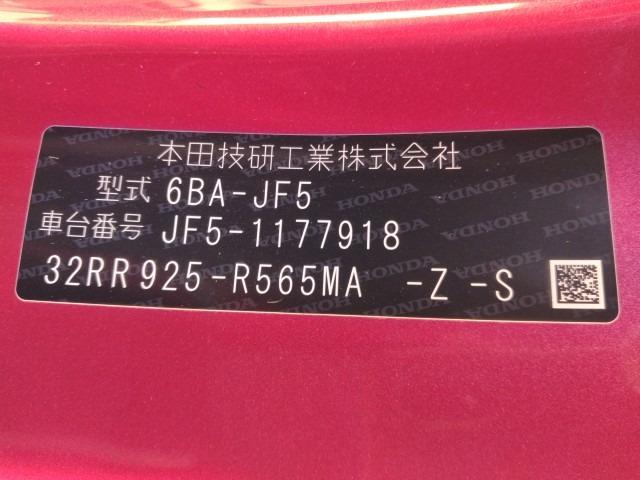 本田技研工業株式会社
型式 6BA-JF5
車台番号 JF5-1177918
32RR925-R565MA -Z -S